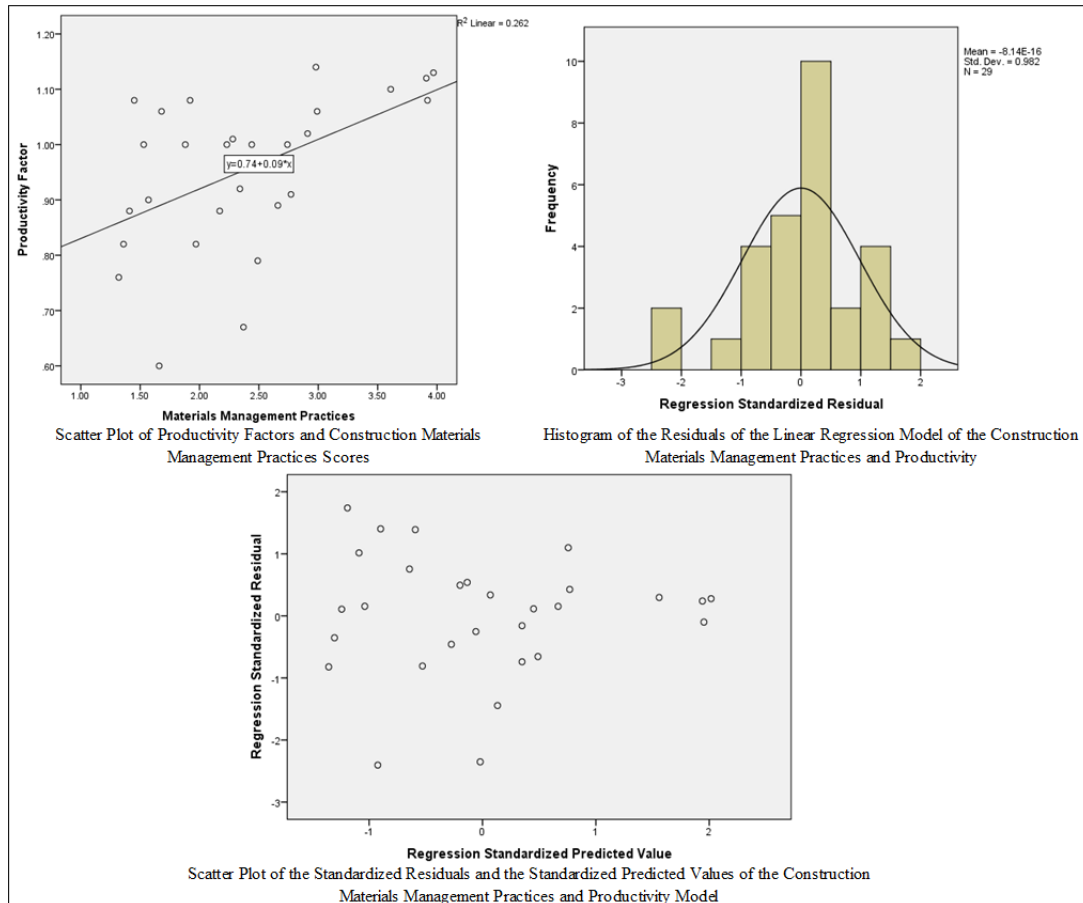 R² Linear = 0.262
1.20
1.10
1.00
.90
.80
.70
.60
Productivity Factor
y=0.74+0.09*x
1.00 2.00 2.50 3.00 3.50 4.00
1.50
Materials Management Practices
Scatter Plot of Productivity Factors and Construction Materials
Management Practices Scores
Mean = -8.14E-16
Std. Dev. = 0.982
N = 29
10
8
6
4
2
0
Frequency
-3 -2 -1 0 1 2
Regression Standardized Residual
Histogram of the Residuals of the Linear Regression Model of the Construction
Materials Management Practices and Productivity
2
1
0
-1
-2
-3
Regression Standardized Residual
-1 0 1 2
Regression Standardized Predicted Value
Scatter Plot of the Standardized Residuals and the Standardized Predicted Values of the Construction
Materials Management Practices and Productivity Model